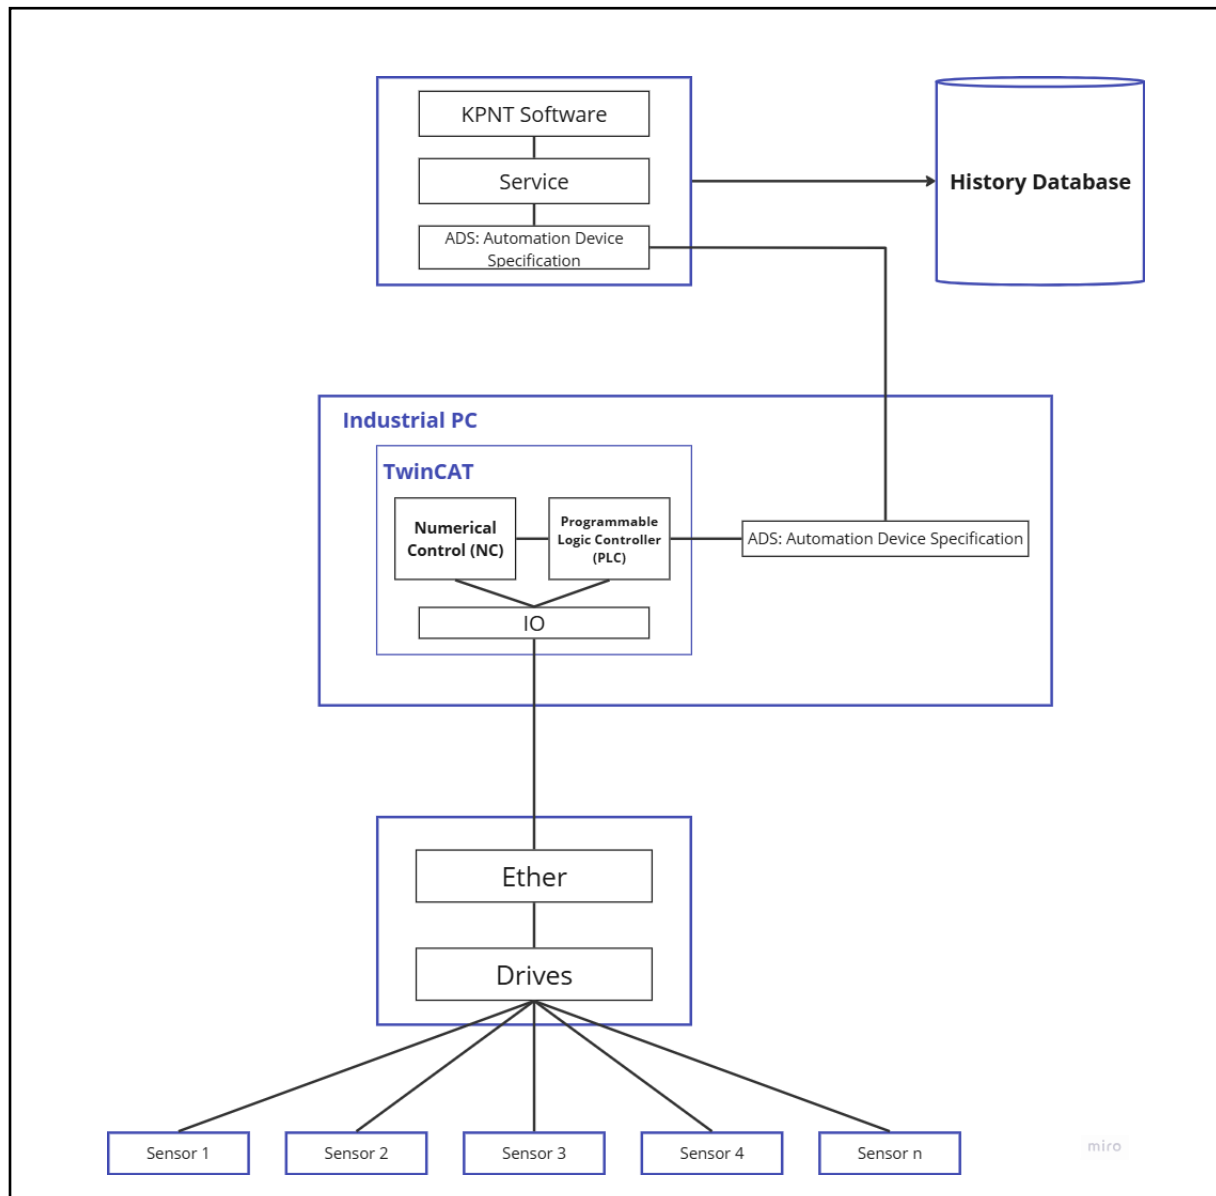 KPNT Software
Service
History Database
ADS: Automation Device
Specification
Industrial PC
TwinCAT
Numerical
Control (NC)
Programmable
Logic Controller
(PLC)
ADS: Automation Device Specification
IO
Ether
Drives
Sensor 1
Sensor 2
Sensor 3
Sensor 4
Sensor n
miro